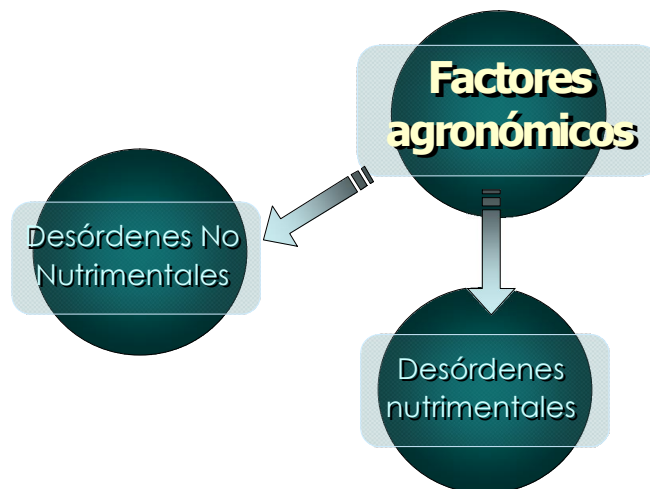 Factores
agronómicos
Desórdenes No
Nutrimentales
Desórdenes
nutrimentales